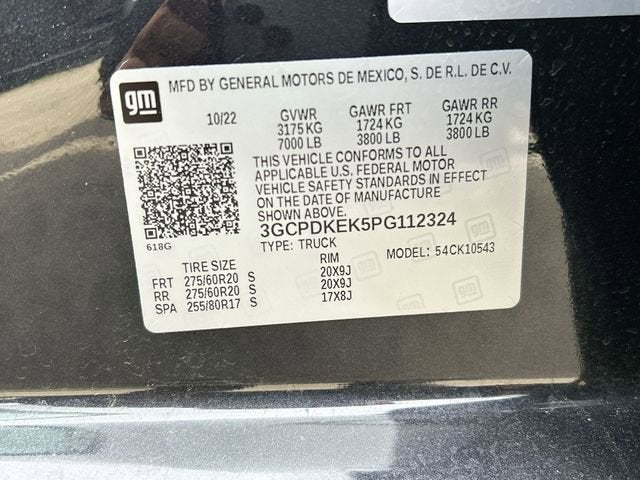 gm
MFD BY GENERAL MOTORS DE MEXICO, S. DE R.L. DE C.V.
10/22 GVWR GAWR FRT GAWR RR
3175 KG 1724 KG 1724 KG
7000 LB 3800 LB 3800 LB
THIS VEHICLE CONFORMS TO ALL
APPLICABLE U.S. FEDERAL MOTOR
VEHICLE SAFETY STANDARDS IN EFFECT
ON THE DATE OF MANUFACTURE
SHOWN ABOVE.
3GCPDKEK5PG112324
618G
TYPE: TRUCK MODEL: 54CK10543
TIRE SIZE RIM
FRT 275/60R20 S 20X9J
RR 275/60R20 S 20X9J
SPA 255/80R17 S 17X8J